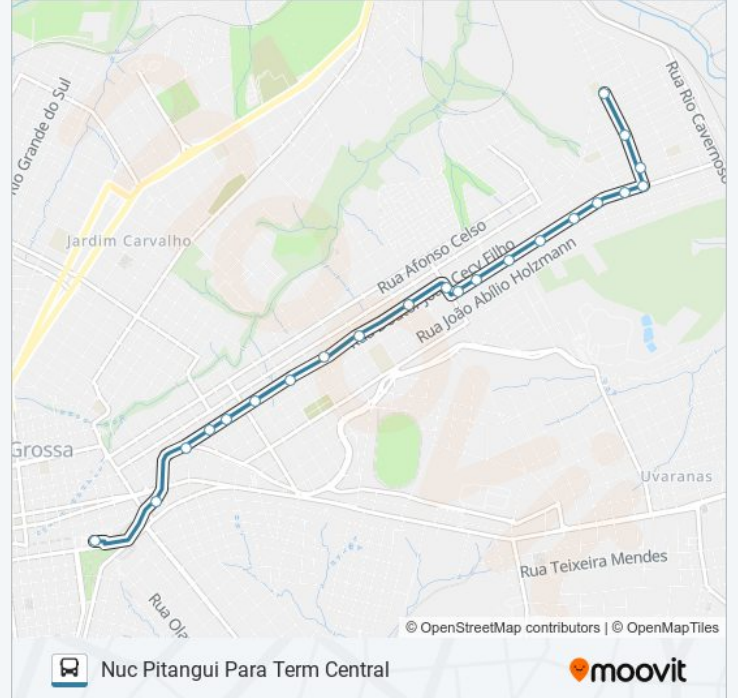 Rio Grande do Sul
Rua Rio Cavernoso
Jardim Carvalho
Rua Afonso Celso
Cecy Filho
Rua João Abílio Holzmann
Grossa
Uvaranas
Rua Teixeira Mendes
Rua Ola
© OpenStreetMap contributors | © OpenMapTiles
Nuc Pitangui Para Term Central
moovit